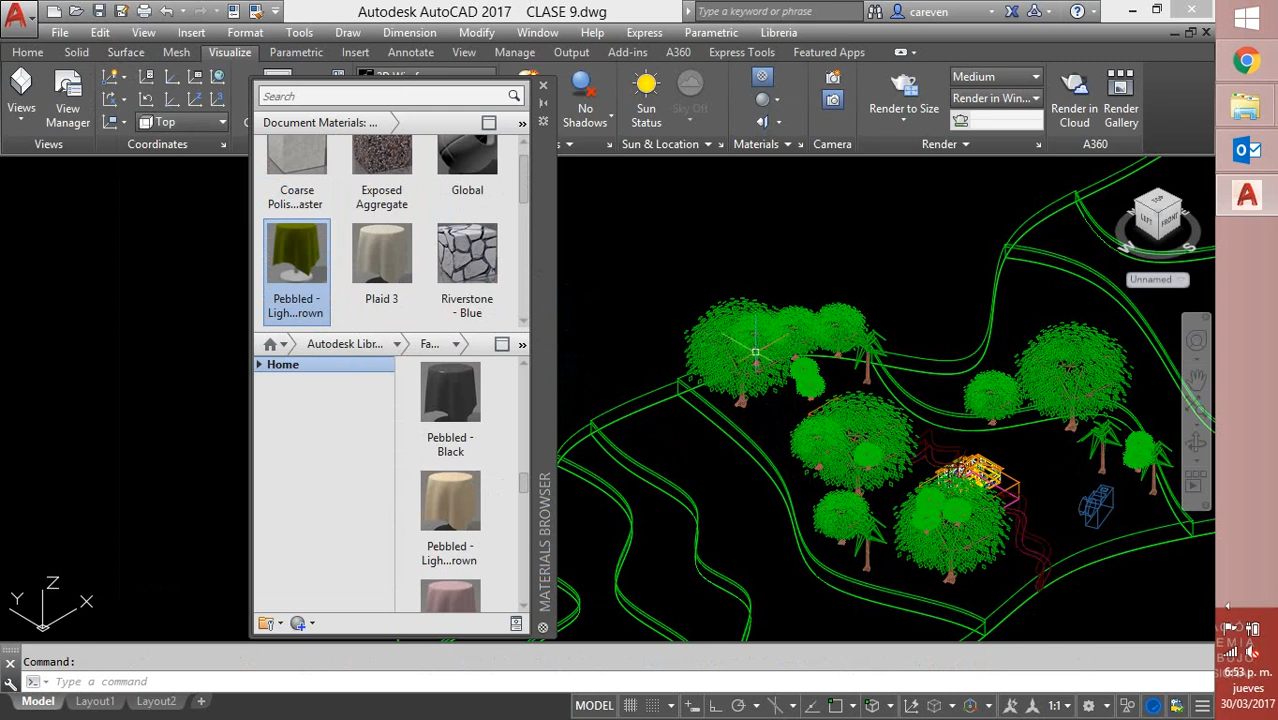 Autodesk AutoCAD 2017 CLASE 9.dwg
Type a keyword or phrase
careven
File Edit View Insert Format Tools Draw Dimension Modify Window Help Express Parametric Libreria
Home Solid Surface Mesh Visualize Parametric Insert Annotate View Manage Output Add-ins A360 Express Tools Featured Apps
Views
View Manager
Top
Views
Coordinates
No Shadows
Sun Status
Sky Off
Sun & Location
Materials
Camera
Render to Size
Medium
Render in Win...
Render
Render in Cloud
Render Gallery
A360
Search
Document Materials: ...
Coarse Polis...aster
Exposed Aggregate
Global
Pebbled - Ligh...rown
Plaid 3
Riverstone - Blue
Autodesk Libr... Fa...
Home
Pebbled - Black
Pebbled - Ligh...rown
MATERIALS BROWSER
TOP
LEFT
FRONT
W
S
Unnamed
Z
Y
X
Command:
Type a command
Model Layout1 Layout2 +
MODEL
1:1
6:53 p. m.
jueves
30/03/2017